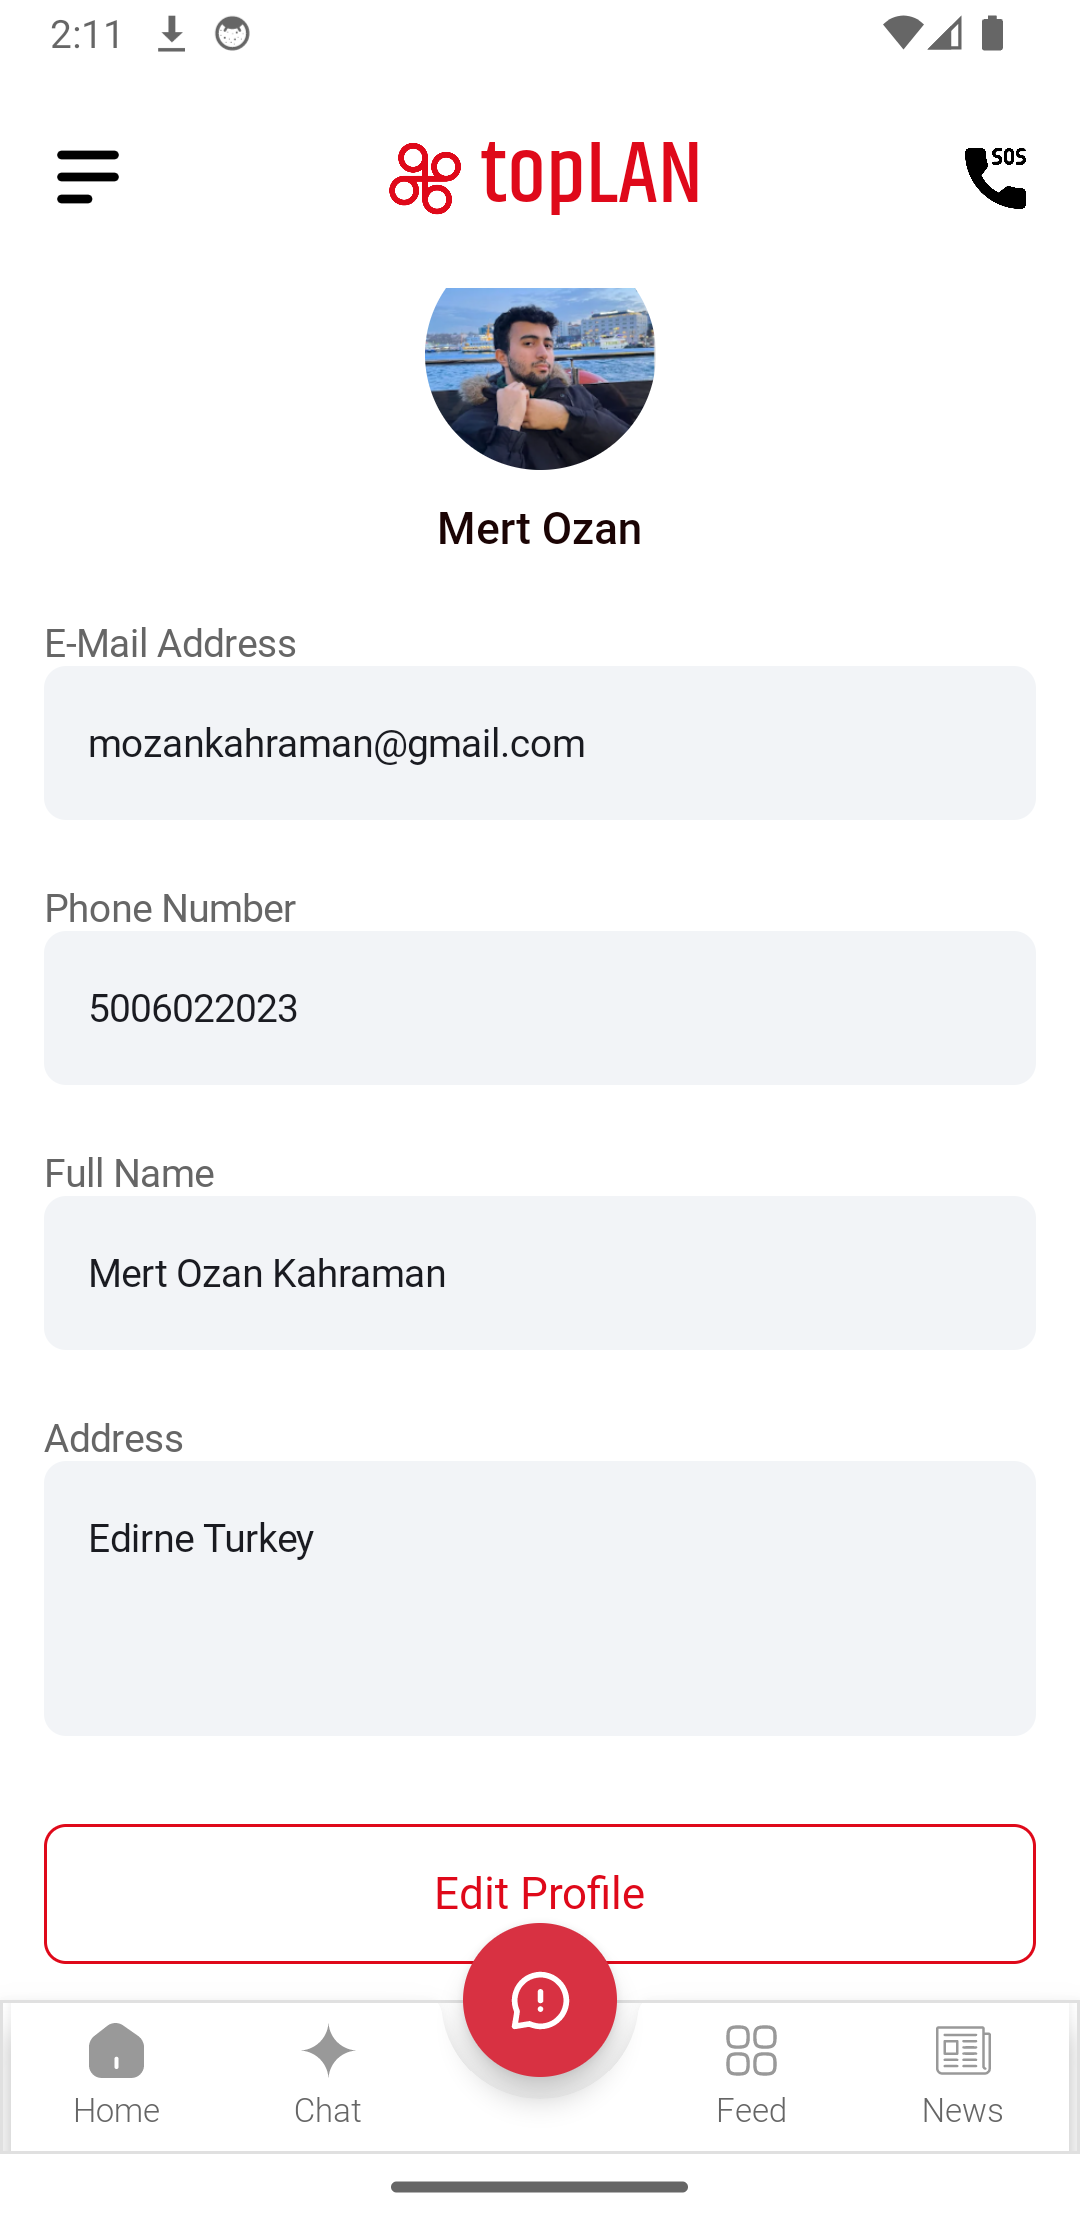 2:11
topLAN
SOS
Mert Ozan
E-Mail Address
mozankahraman@gmail.com
Phone Number
5006022023
Full Name
Mert Ozan Kahraman
Address
Edirne Turkey
Edit Profile
Home
Chat
Feed
News